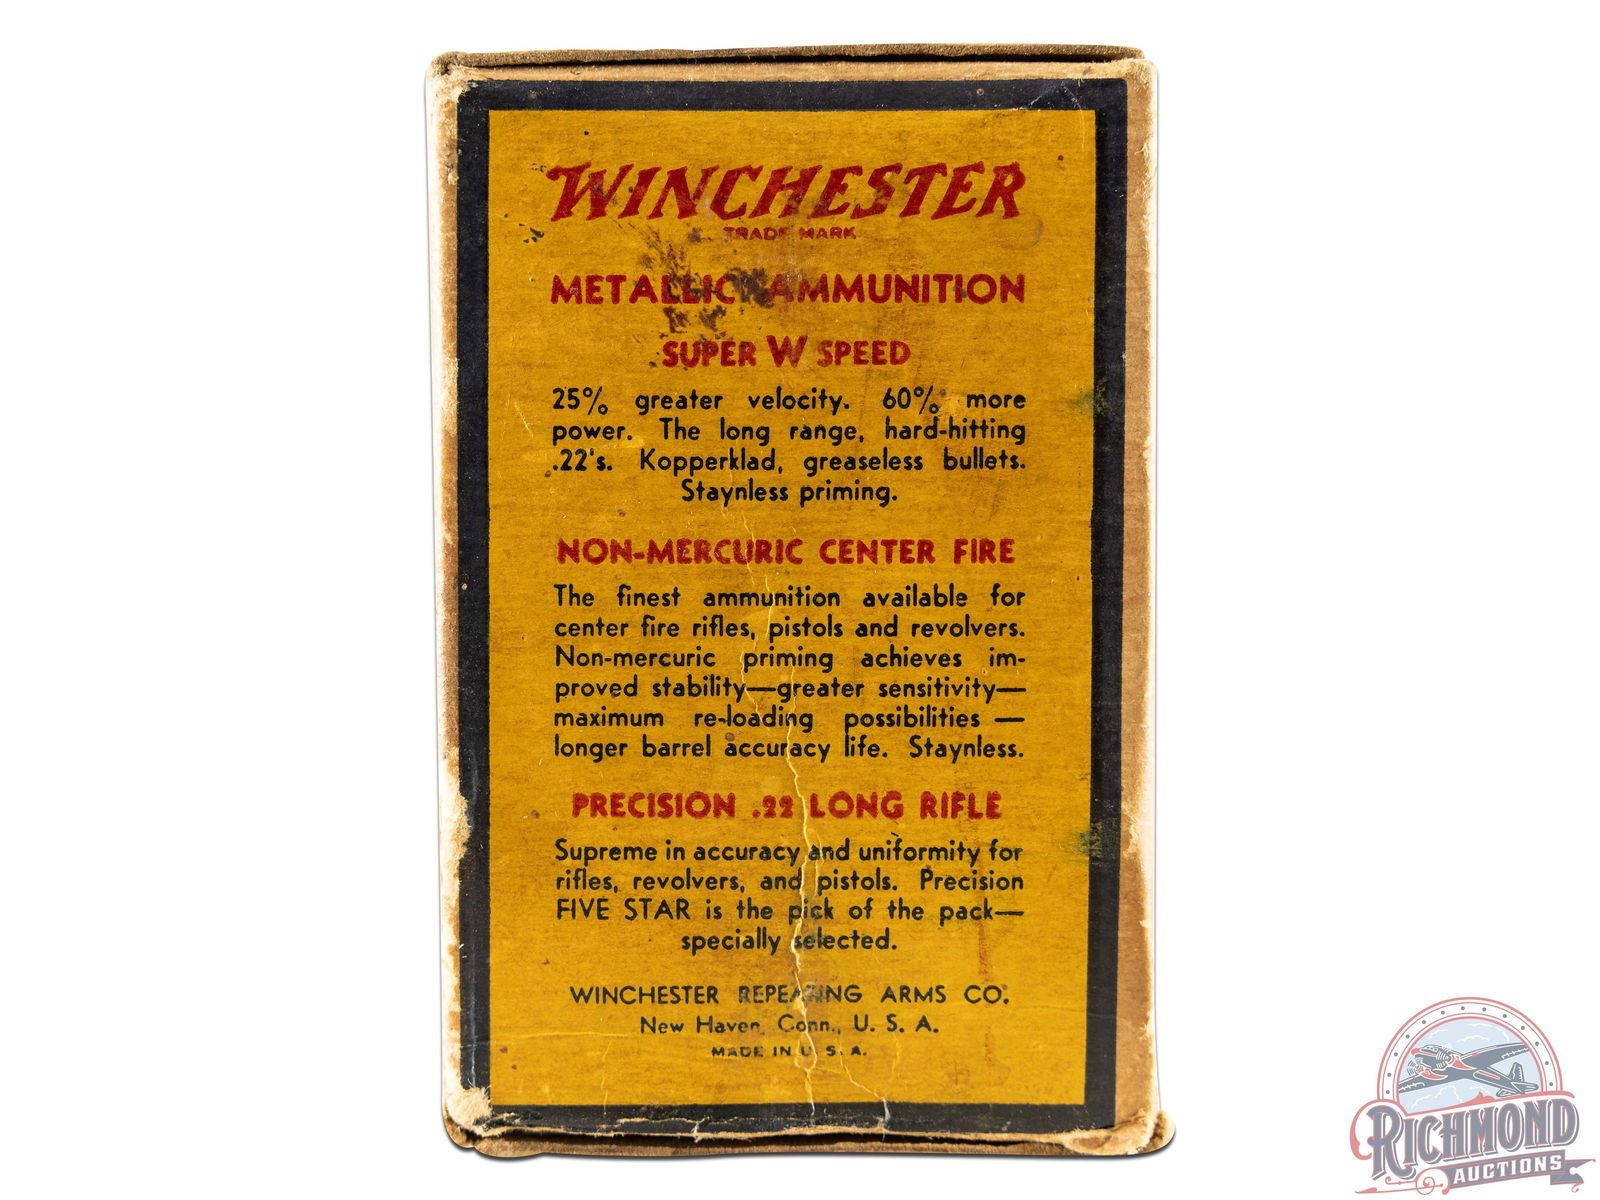 WINCHESTER
TRADE MARK
METALLIC AMMUNITION
SUPER W SPEED
25% greater velocity. 60% more
power. The long range, hard-hitting
.22's. Kopperklad, greaseless bullets.
Staynless priming.
NON-MERCURIC CENTER FIRE
The finest ammunition available for
center fire rifles, pistols and revolvers.
Non-mercuric priming achieves im-
proved stability—greater sensitivity—
maximum re-loading possibilities —
longer barrel accuracy life. Staynless.
PRECISION .22 LONG RIFLE
Supreme in accuracy and uniformity for
rifles, revolvers, and pistols. Precision
FIVE STAR is the pick of the pack—
specially selected.
WINCHESTER REPEATING ARMS CO.
New Haven, Conn., U. S. A.
MADE IN U. S. A.
RICHMOND
AUCTIONS